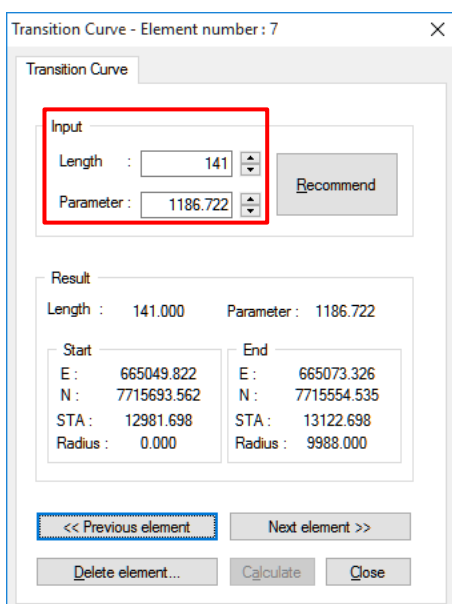 Transition Curve - Element number : 7
Transition Curve
Input
Length : 141
Parameter : 1186.722
Recommend
Result
Length : 141.000 Parameter : 1186.722
Start End
E : 665049.822 E : 665073.326
N : 7715693.562 N : 7715554.535
STA : 12981.698 STA : 13122.698
Radius : 0.000 Radius : 9988.000
<< Previous element Next element >>
Delete element... Calculate Close